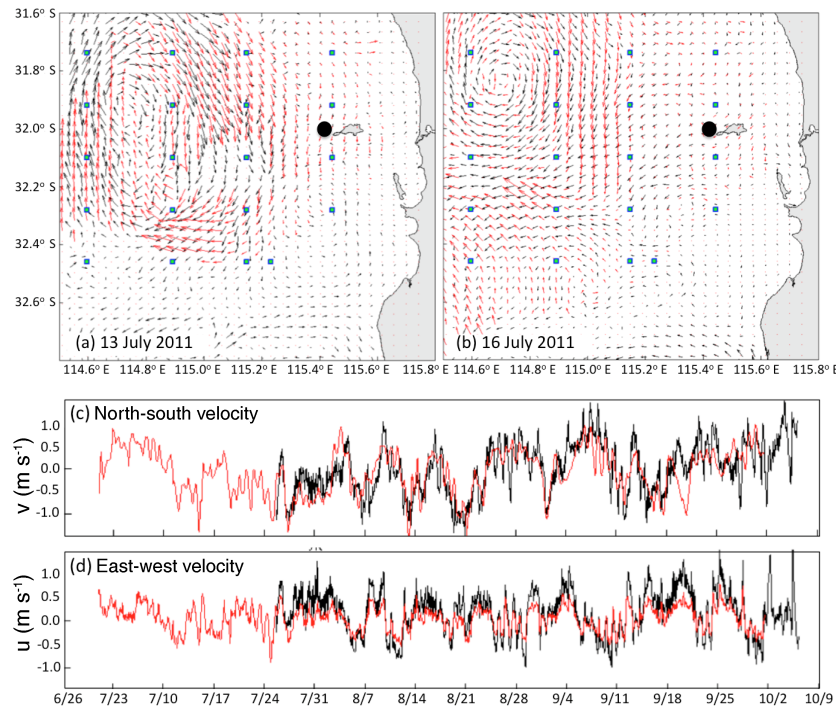 31.6° S
31.8° S
32.0° S
32.2° S
32.4° S
32.6° S
(a) 13 July 2011
(b) 16 July 2011
114.6° E 114.8° E 115.0° E 115.2° E 115.4° E 115.6° E 115.8° E
114.6° E 114.8° E 115.0° E 115.2° E 115.4° E 115.6° E 115.8° E
(c) North-south velocity
v (m s-1)
1.0
0.5
0.0
-0.5
-1.0
(d) East-west velocity
u (m s-1)
1.0
0.5
0.0
-0.5
-1.0
6/26 7/23 7/10 7/17 7/24 7/31 8/7 8/14 8/21 8/28 9/4 9/11 9/18 9/25 10/2 10/9